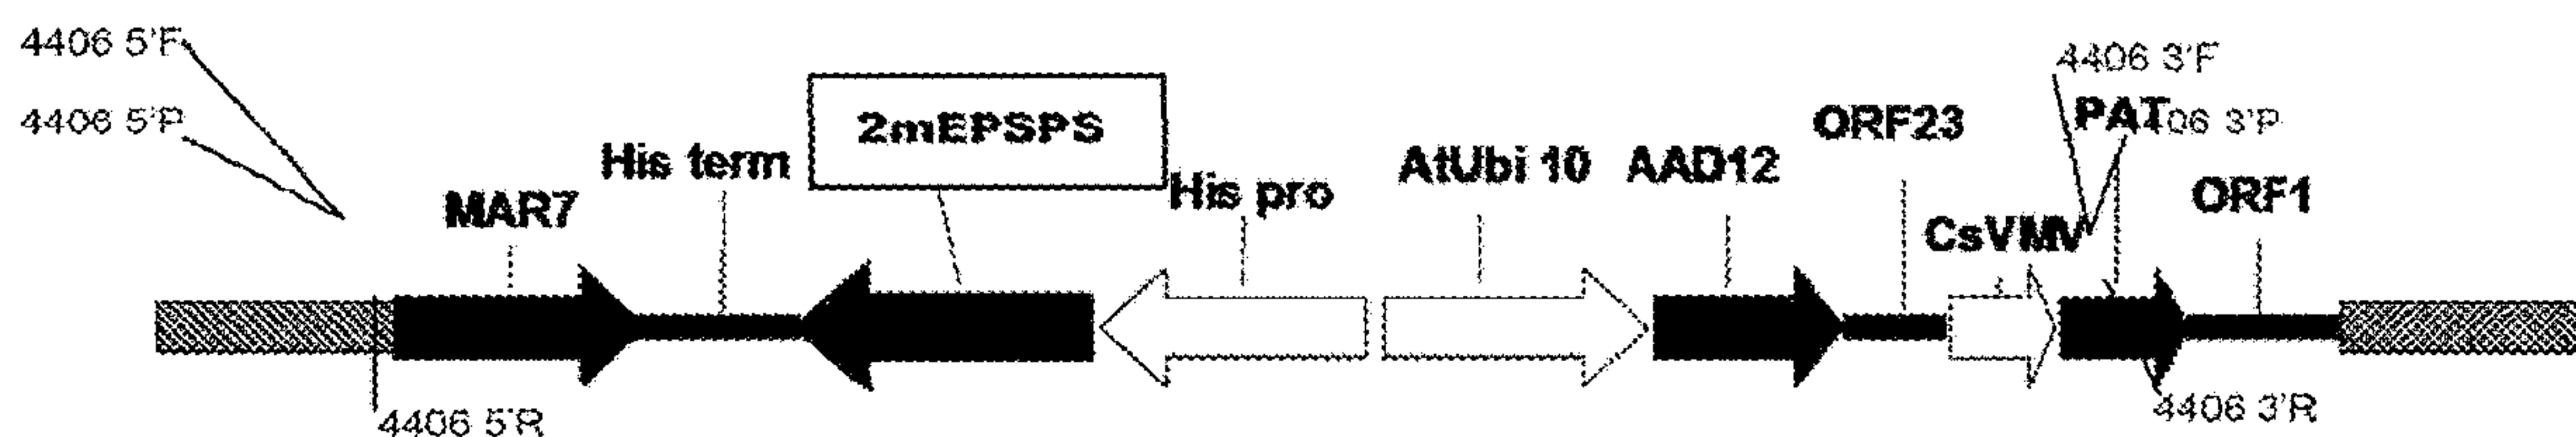 4406 5'F
4406 5'P
MAR7
His term
2mEPSPS
His pro
AtUbi 10
AAD12
ORF23
CsVMV
4406 3'F
PAT
4406 3'P
ORF1
4406 5'R
4406 3'R